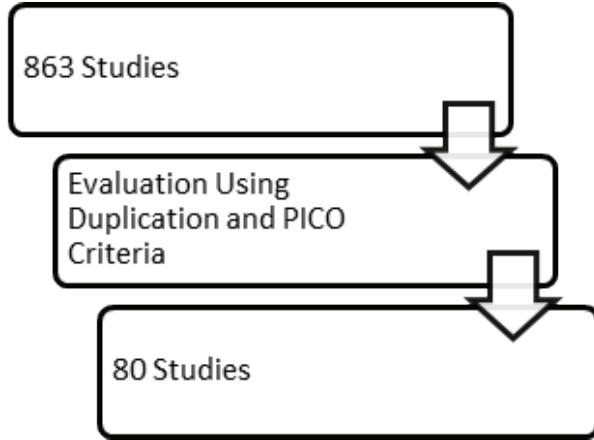 863 Studies
Evaluation Using
Duplication and PICO
Criteria
80 Studies